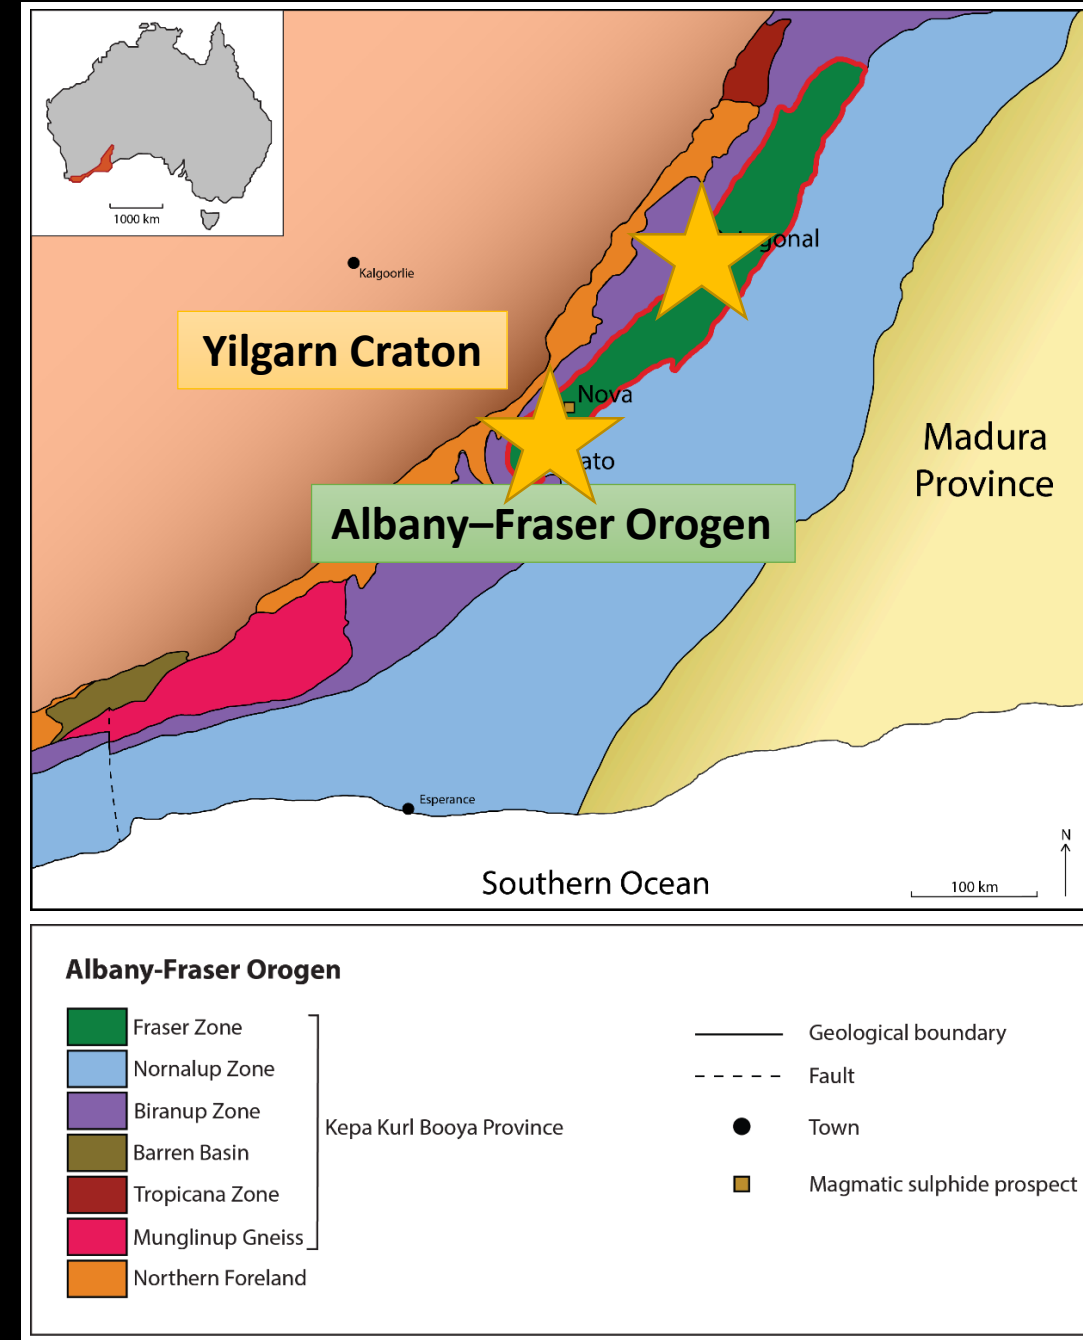 1000 km
Kalgoorlie
Yilgarn Craton
Nova
Albany–Fraser Orogen
Madura
Province
Esperance
Southern Ocean
N
100 km
Albany-Fraser Orogen
Fraser Zone
Nornalup Zone
Biranup Zone
Barren Basin
Tropicana Zone
Munglinup Gneiss
Northern Foreland
Kepa Kurl Booya Province
Geological boundary
Fault
Town
Magmatic sulphide prospect